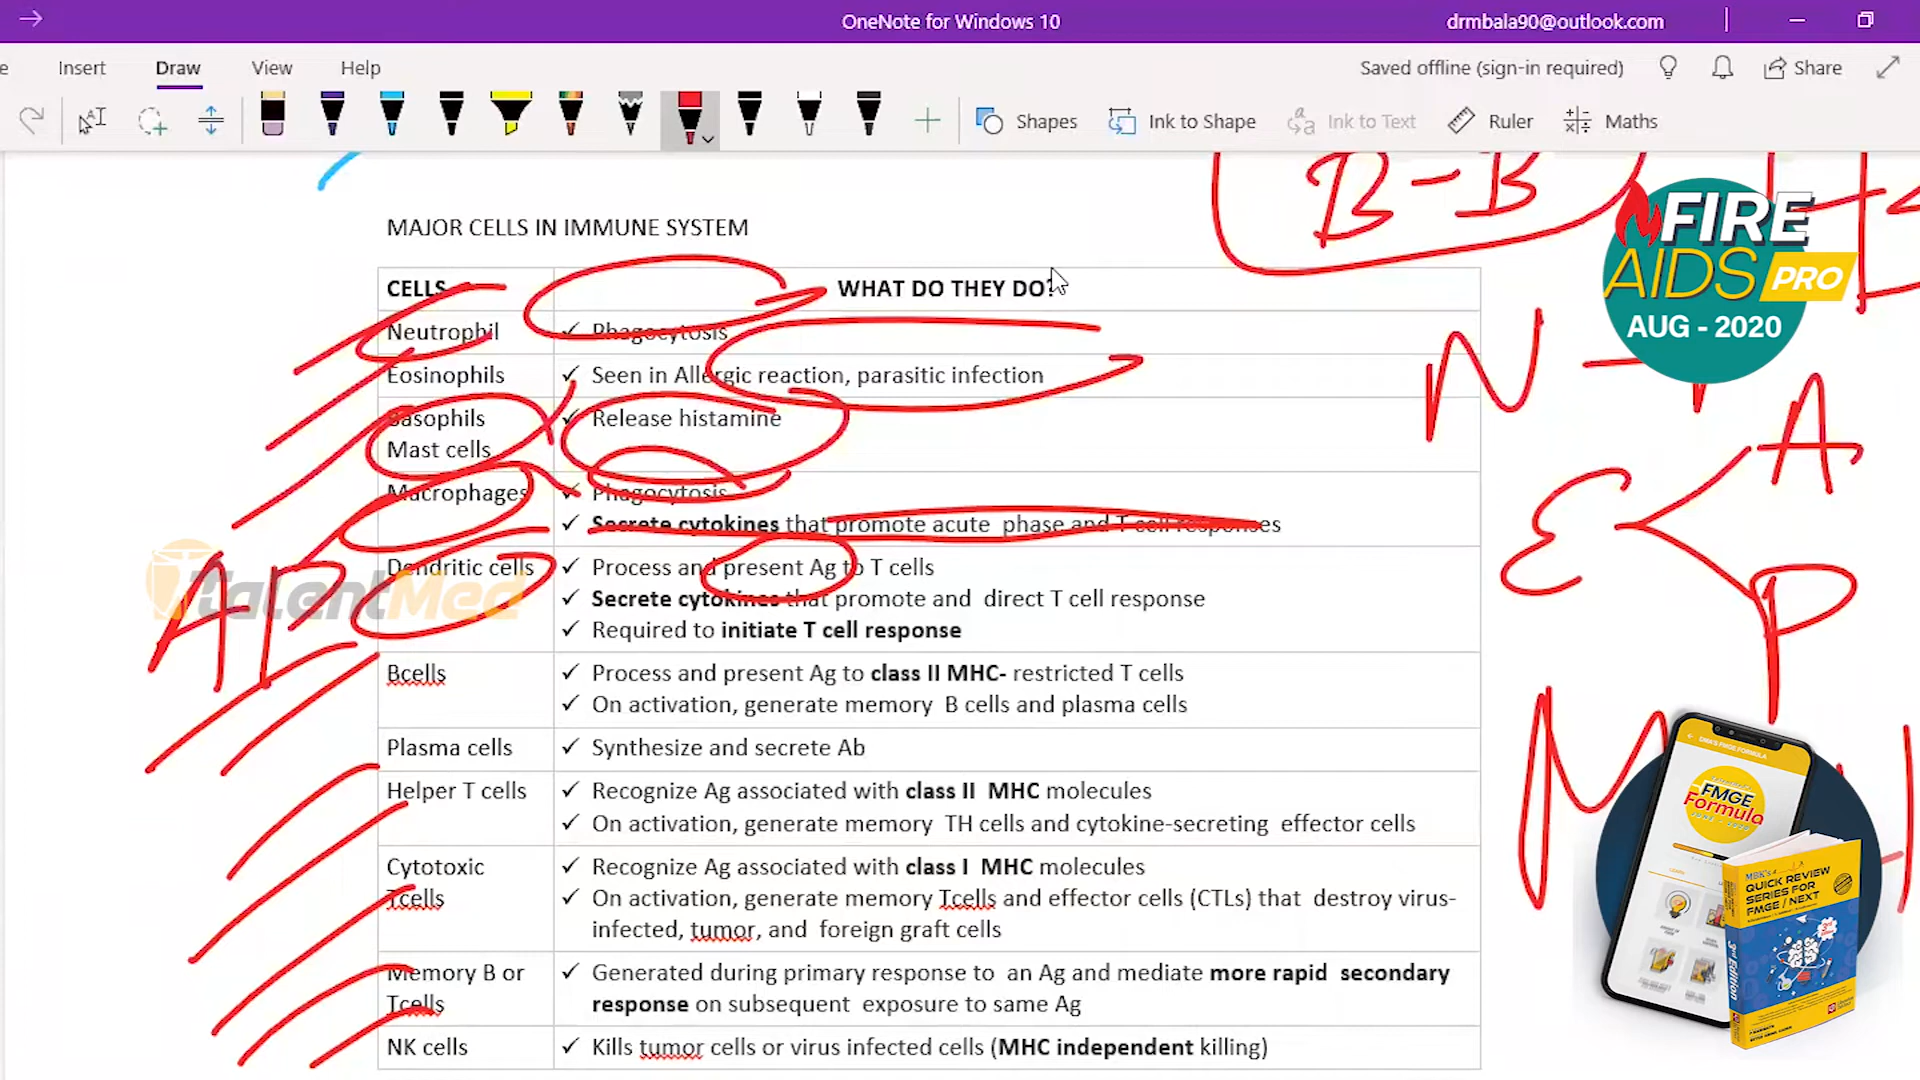 OneNote for Windows 10
drmbala90@outlook.com
Insert
Draw
View
Help
Saved offline (sign-in required)
Share
Shapes
Ink to Shape
Ink to Text
Ruler
Maths
B-B
FIRE
AIDS PRO
AUG - 2020
MAJOR CELLS IN IMMUNE SYSTEM
CELLS
WHAT DO THEY DO?
Neutrophil
✓ Phagocytosis
Eosinophils
✓ Seen in Allergic reaction, parasitic infection
Basophils
Mast cells
✓ Release histamine
Macrophages
✓ Phagocytosis
✓ Secrete cytokines that promote acute phase and T cell responses
Dendritic cells
✓ Process and present Ag to T cells
✓ Secrete cytokines that promote and direct T cell response
✓ Required to initiate T cell response
Bcells
✓ Process and present Ag to class II MHC- restricted T cells
✓ On activation, generate memory B cells and plasma cells
Plasma cells
✓ Synthesize and secrete Ab
Helper T cells
✓ Recognize Ag associated with class II MHC molecules
✓ On activation, generate memory TH cells and cytokine-secreting effector cells
Cytotoxic
Tcells
✓ Recognize Ag associated with class I MHC molecules
✓ On activation, generate memory Tcells and effector cells (CTLs) that destroy virus-
infected, tumor, and foreign graft cells
Memory B or
Tcells
✓ Generated during primary response to an Ag and mediate more rapid secondary
response on subsequent exposure to same Ag
NK cells
✓ Kills tumor cells or virus infected cells (MHC independent killing)
TalentMed
AP
N -
E
A
P
M
FMGE
Formula
MBK's
QUICK REVIEW
SERIES FOR
FMGE / NEXT
3rd Edition